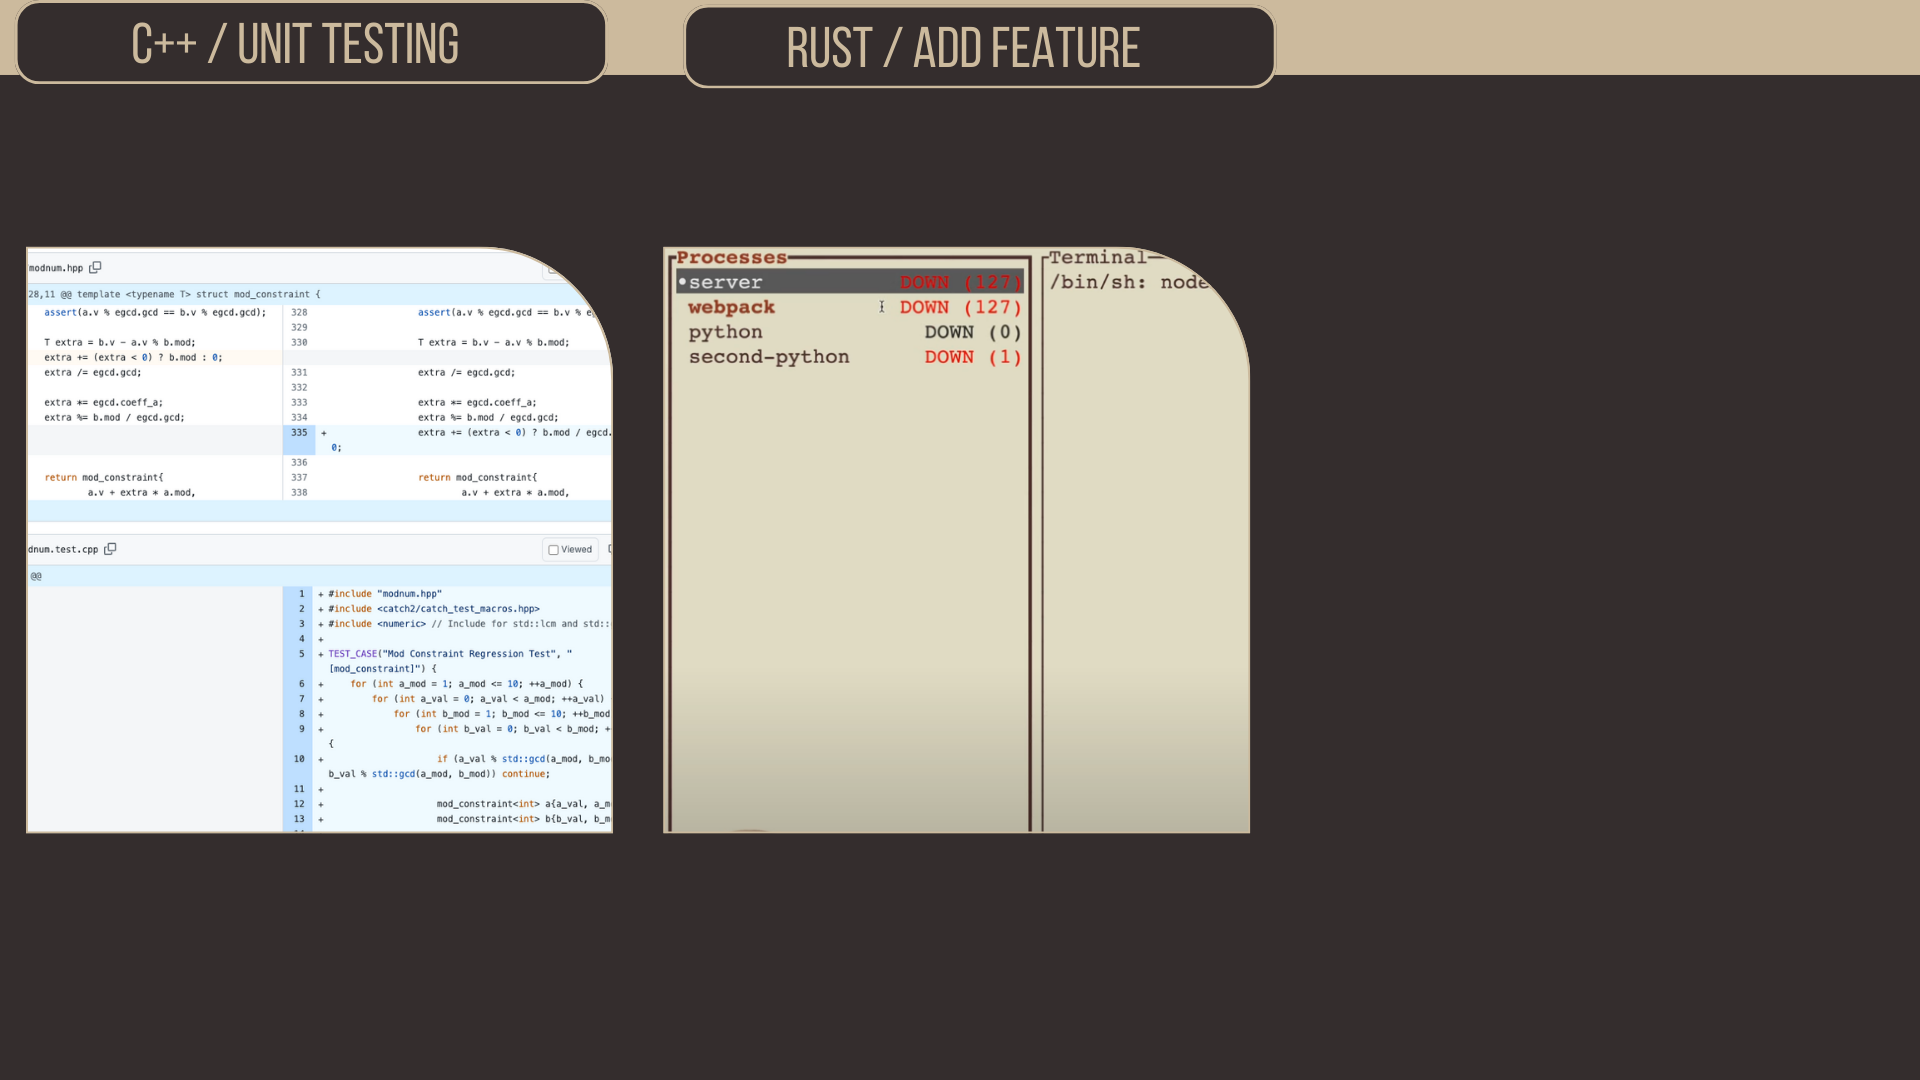 C++ / UNIT TESTING
RUST / ADD FEATURE
modnum.hpp
28,11 @@ template <typename T> struct mod_constraint {
assert(a.v % egcd.gcd == b.v % egcd.gcd); 328 assert(a.v % egcd.gcd == b.v %
329
T extra = b.v - a.v % b.mod; 330 T extra = b.v - a.v % b.mod;
extra += (extra < 0) ? b.mod : 0;
extra /= egcd.gcd; 331 extra /= egcd.gcd;
332
extra *= egcd.coeff_a; 333 extra *= egcd.coeff_a;
extra %= b.mod / egcd.gcd; 334 extra %= b.mod / egcd.gcd;
335 + extra += (extra < 0) ? b.mod / egcd.
0;
336
return mod_constraint{ 337 return mod_constraint{
a.v + extra * a.mod, 338 a.v + extra * a.mod,
dnum.test.cpp Viewed
@@
1 + #include "modnum.hpp"
2 + #include <catch2/catch_test_macros.hpp>
3 + #include <numeric> // Include for std::lcm and std::
4 +
5 + TEST_CASE("Mod Constraint Regression Test", "
[mod_constraint]") {
6 + for (int a_mod = 1; a_mod <= 10; ++a_mod) {
7 + for (int a_val = 0; a_val < a_mod; ++a_val)
8 + for (int b_mod = 1; b_mod <= 10; ++b_mod
9 + for (int b_val = 0; b_val < b_mod; +
{
10 + if (a_val % std::gcd(a_mod, b_mo
b_val % std::gcd(a_mod, b_mod)) continue;
11 +
12 + mod_constraint<int> a{a_val, a_m
13 + mod_constraint<int> b{b_val, b_m
Processes
•server DOWN (127)
webpack DOWN (127)
python DOWN (0)
second-python DOWN (1)
Terminal
/bin/sh: node